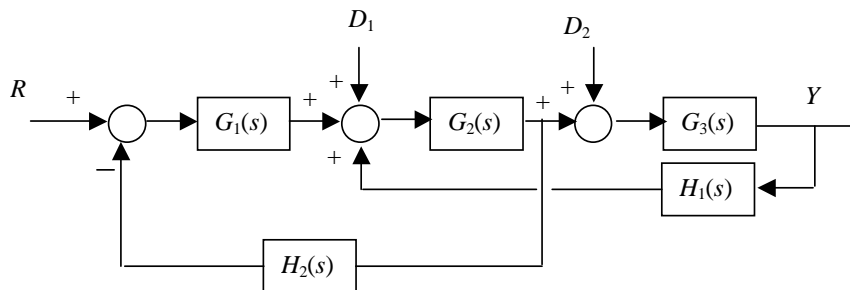 D₁
D₂
R
+
+
+
+
+
Y
G₁(s)
G₂(s)
G₃(s)
+
−
H₁(s)
H₂(s)